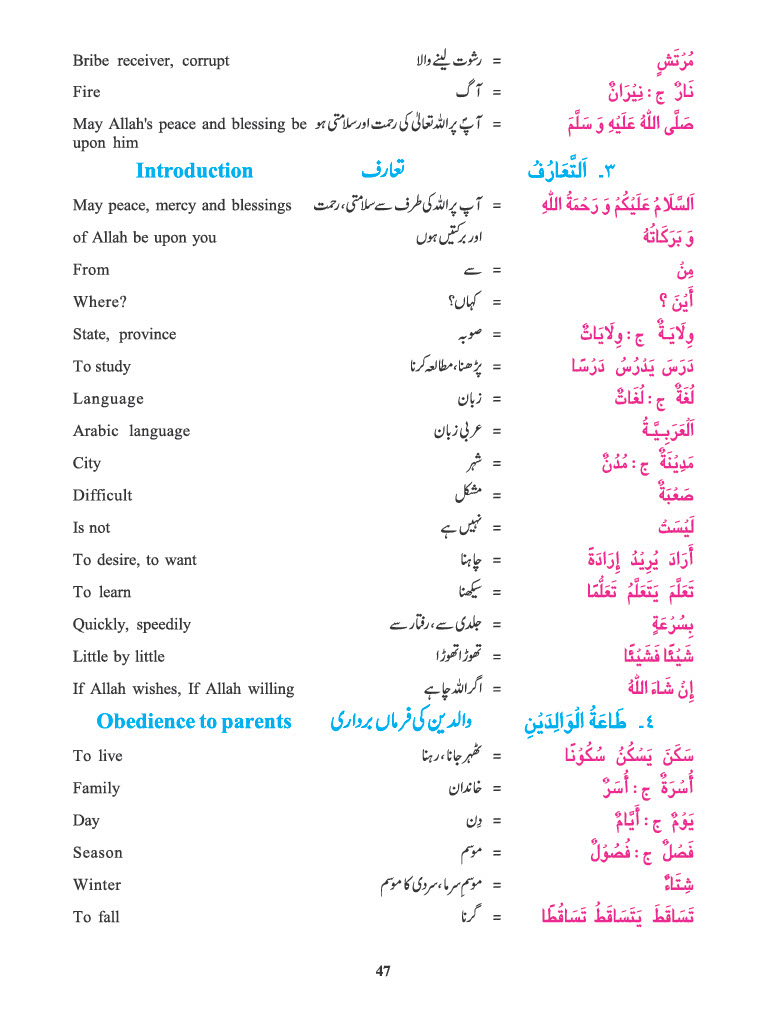 Bribe receiver, corrupt رشوت لینے والا = مُرْتَشٍ
Fire آگ = نَارٌ ج : نِيْرَانٌ
May Allah's peace and blessing be آپؐ پر اللہ تعالیٰ کی رحمت اور سلامتی ہو = صَلَّى اللهُ عَلَيْهِ وَ سَلَّمَ
upon him
Introduction تعارف ٣ـ اَلتَّعَارُفُ
May peace, mercy and blessings آپ پر اللہ کی طرف سے سلامتی، رحمت = اَلسَّلَامُ عَلَيْكُمْ وَ رَحْمَةُ اللهِ
of Allah be upon you اور برکتیں ہوں وَ بَرَكَاتُهُ
From سے = مِنْ
Where? کہاں؟ = أَيْنَ ؟
State, province صوبہ = وِلَايَةٌ ج : وِلَايَاتٌ
To study پڑھنا، مطالعہ کرنا = دَرَسَ يَدْرُسُ دَرْسًا
Language زبان = لُغَةٌ ج : لُغَاتٌ
Arabic language عربی زبان = اَلْعَرَبِيَّةُ
City شہر = مَدِيْنَةٌ ج : مُدُنٌ
Difficult مشکل = صَعْبَةٌ
Is not نہیں ہے = لَيْسَتْ
To desire, to want چاہنا = أَرَادَ يُرِيْدُ إِرَادَةً
To learn سیکھنا = تَعَلَّمَ يَتَعَلَّمُ تَعَلُّمًا
Quickly, speedily جلدی سے، رفتار سے = بِسُرْعَةٍ
Little by little تھوڑا تھوڑا = شَيْئًا فَشَيْئًا
If Allah wishes, If Allah willing اگر اللہ چاہے = إِنْ شَاءَ اللهُ
Obedience to parents والدین کی فرماں برداری ٤ـ طَاعَةُ الْوَالِدَيْنِ
To live ٹھہر جانا، رہنا = سَكَنَ يَسْكُنُ سُكُوْنًا
Family خاندان = أُسْرَةٌ ج : أُسَرٌ
Day دِن = يَوْمٌ ج : أَيَّامٌ
Season موسم = فَصْلٌ ج : فُصُوْلٌ
Winter موسمِ سرما، سردی کا موسم = شِتَاءٌ
To fall گرنا = تَسَاقَطَ يَتَسَاقَطُ تَسَاقُطًا
47